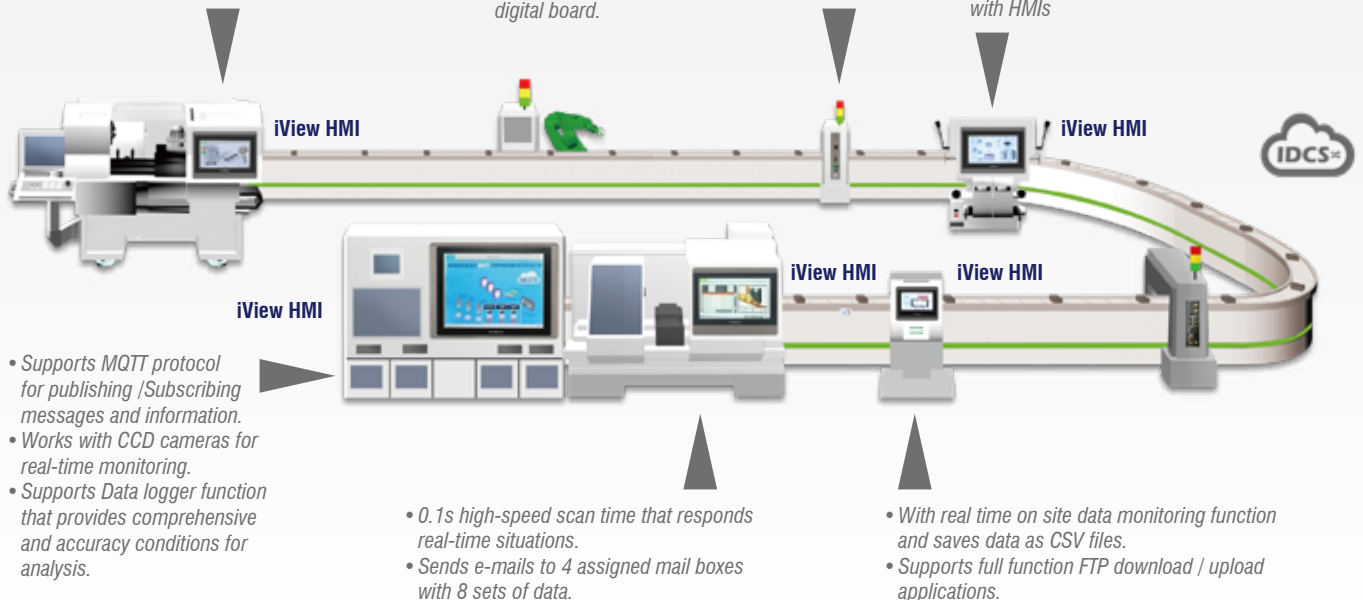 digital board.
with HMIs
iView HMI
iView HMI
IDCS
iView HMI
iView HMI
iView HMI
• Supports MQTT protocol
for publishing /Subscribing
messages and information.
• Works with CCD cameras for
real-time monitoring.
• Supports Data logger function
that provides comprehensive
and accuracy conditions for
analysis.
• 0.1s high-speed scan time that responds
real-time situations.
• Sends e-mails to 4 assigned mail boxes
with 8 sets of data.
• With real time on site data monitoring function
and saves data as CSV files.
• Supports full function FTP download / upload
applications.